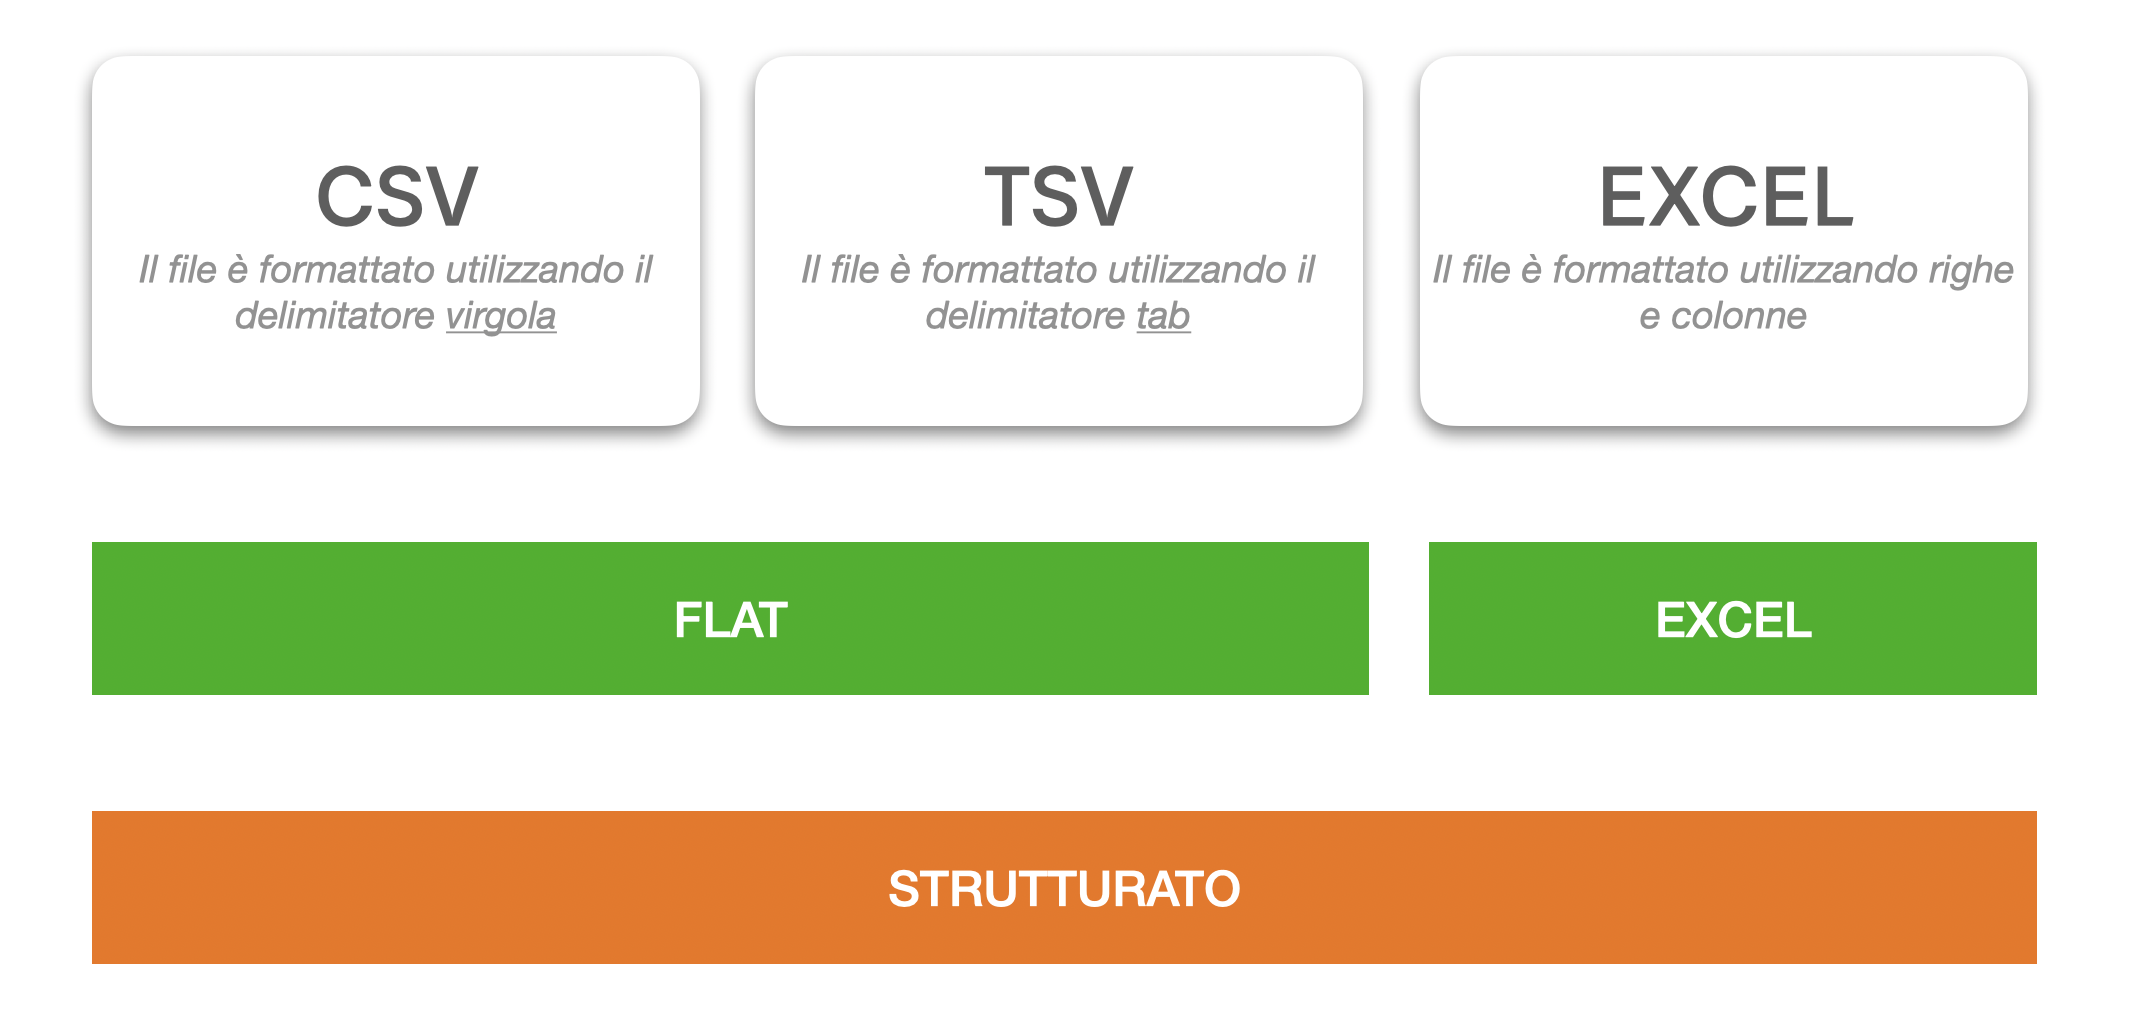 CSV
Il file è formattato utilizzando il
delimitatore virgola
TSV
Il file è formattato utilizzando il
delimitatore tab
EXCEL
Il file è formattato utilizzando righe
e colonne
FLAT
EXCEL
STRUTTURATO